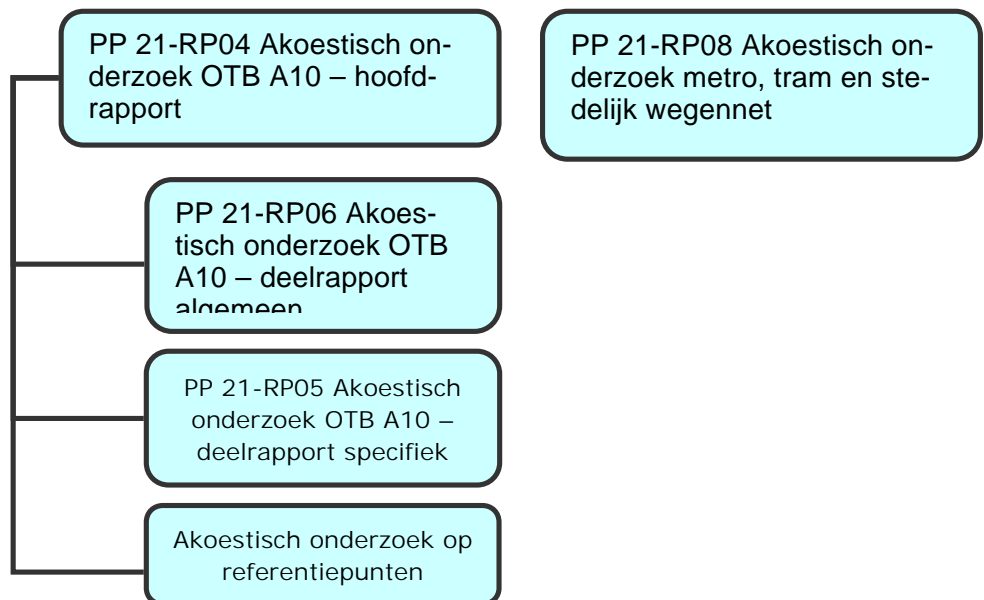 PP 21-RP04 Akoestisch on-
derzoek OTB A10 – hoofd-
rapport
PP 21-RP08 Akoestisch on-
derzoek metro, tram en ste-
delijk wegennet
PP 21-RP06 Akoes-
tisch onderzoek OTB
A10 – deelrapport
algemeen
PP 21-RP05 Akoestisch
onderzoek OTB A10 –
deelrapport specifiek
Akoestisch onderzoek op
referentiepunten